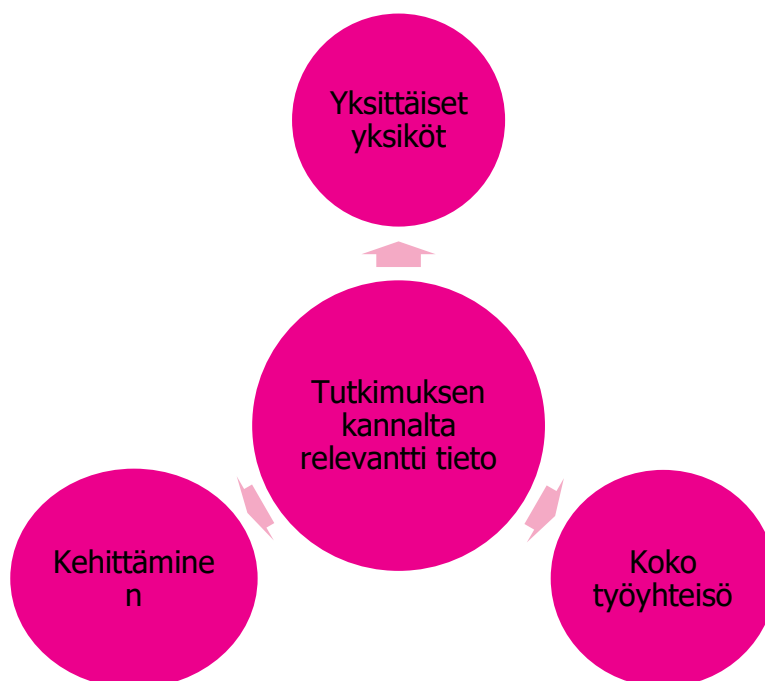 Yksittäiset
yksiköt
Tutkimuksen
kannalta
relevantti tieto
Kehittämine
n
Koko
työyhteisö